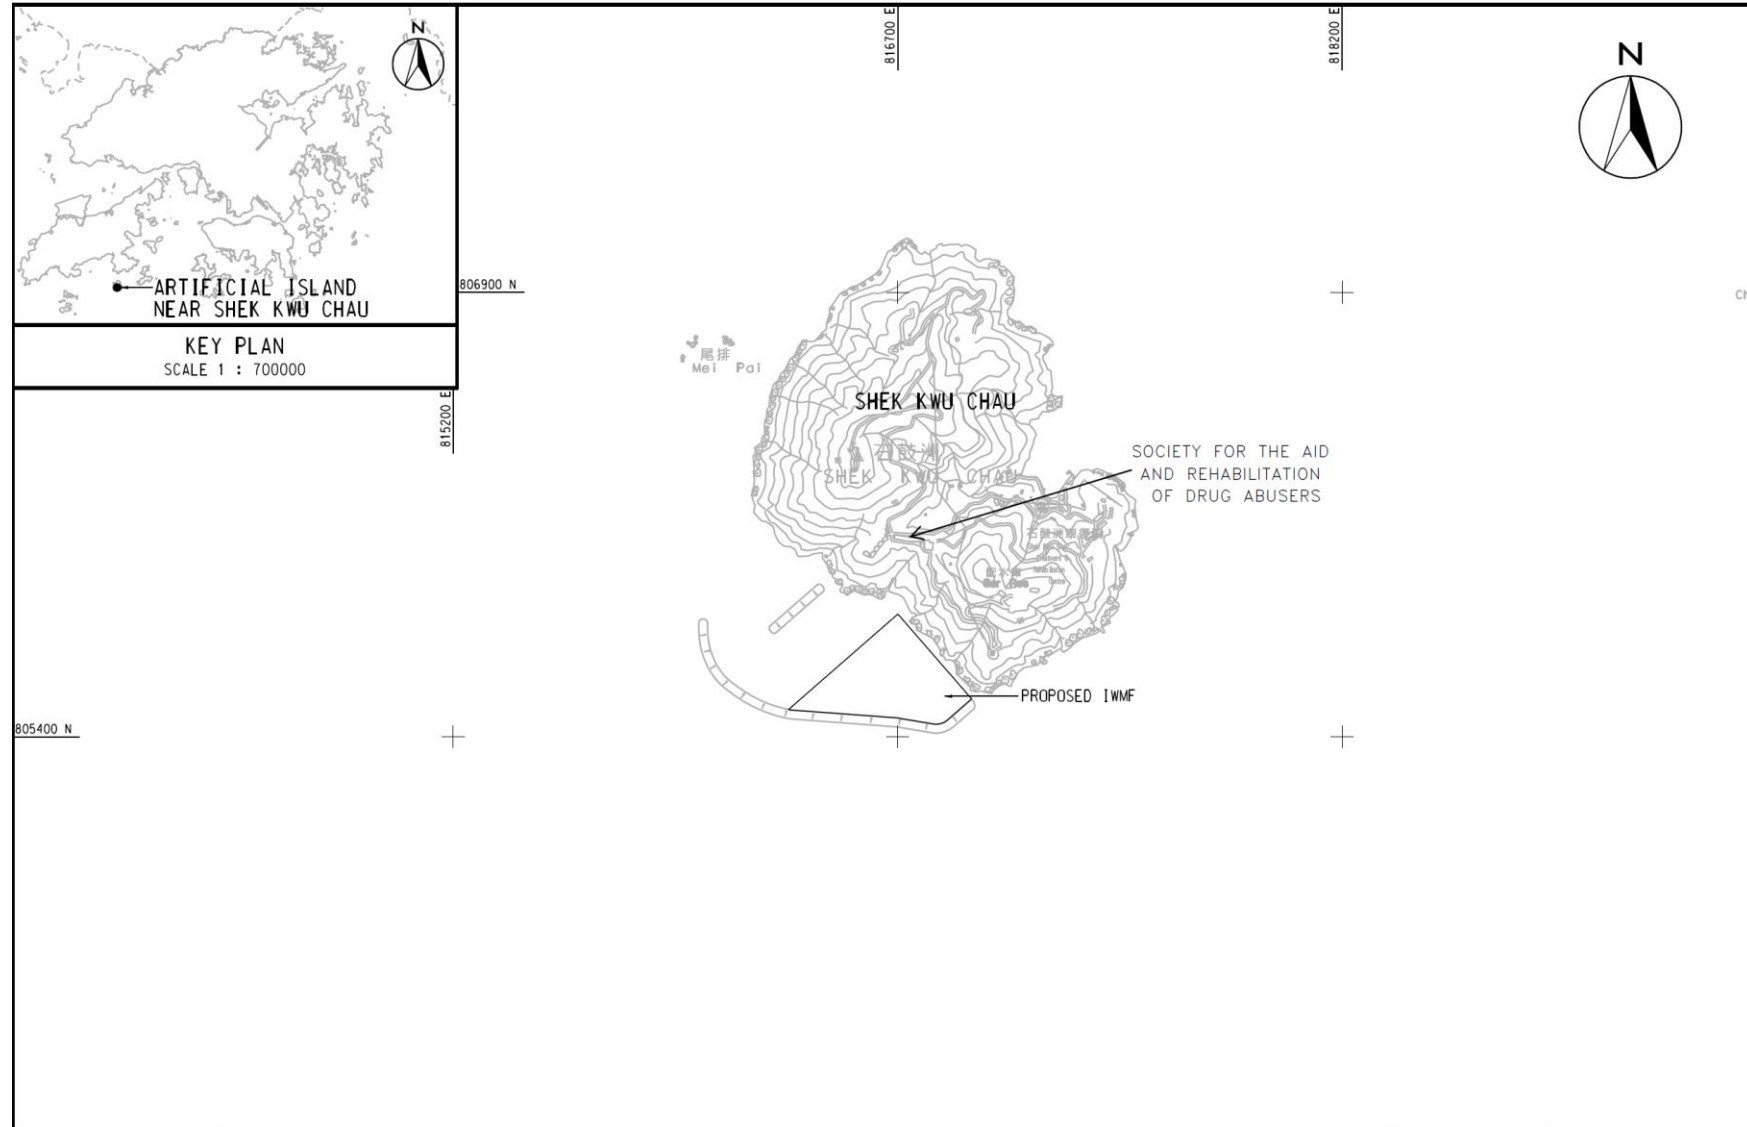 N
ARTIFICIAL ISLAND
NEAR SHEK KWU CHAU
KEY PLAN
SCALE 1 : 700000
816700 E
818200 E
N
806900 N
815200 E
805400 N
尾排
Mei Pai
SHEK KWU CHAU
石鼓洲
SHEK KWU CHAU
SOCIETY FOR THE AID
AND REHABILITATION
OF DRUG ABUSERS
PROPOSED IWMF
Ch